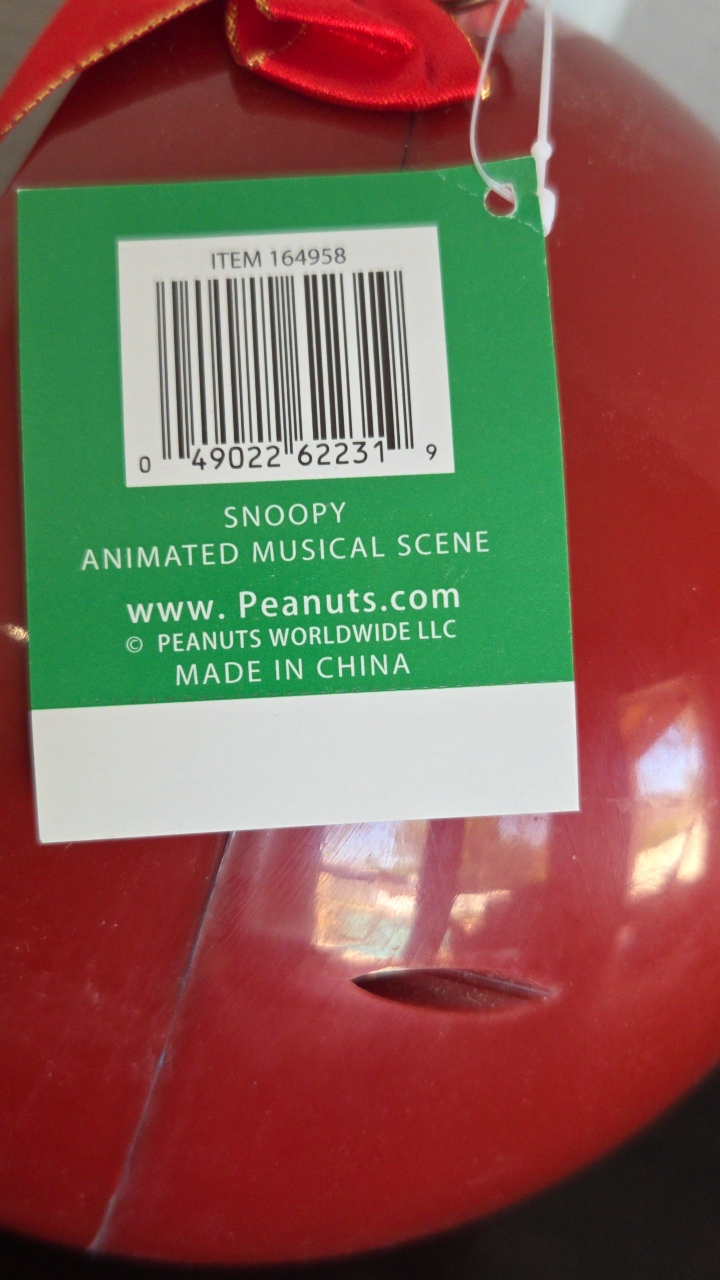 ITEM 164958
0 49022 62231 9
SNOOPY
ANIMATED MUSICAL SCENE
www. Peanuts.com
© PEANUTS WORLDWIDE LLC
MADE IN CHINA